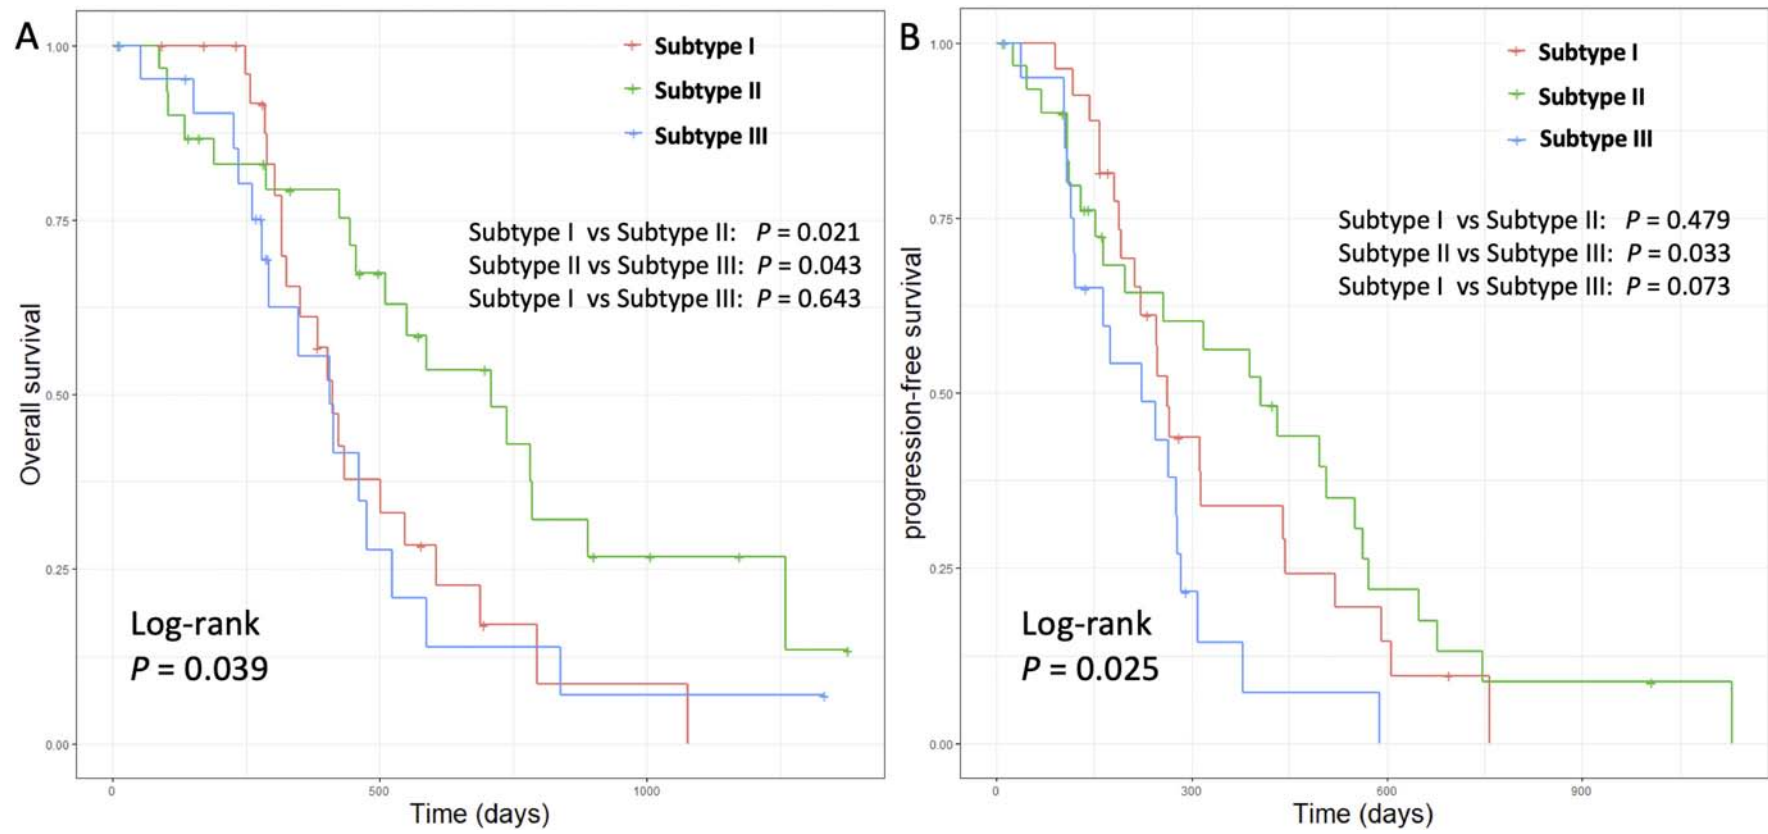 A
Subtype I
Subtype II
Subtype III
Subtype I vs Subtype II: P = 0.021
Subtype II vs Subtype III: P = 0.043
Subtype I vs Subtype III: P = 0.643
Log-rank
P = 0.039
Overall survival
1.00
0.75
0.50
0.25
0.00
0
500
1000
Time (days)
B
Subtype I
Subtype II
Subtype III
Subtype I vs Subtype II: P = 0.479
Subtype II vs Subtype III: P = 0.033
Subtype I vs Subtype III: P = 0.073
Log-rank
P = 0.025
progression-free survival
1.00
0.75
0.50
0.25
0.00
0
300
600
900
Time (days)